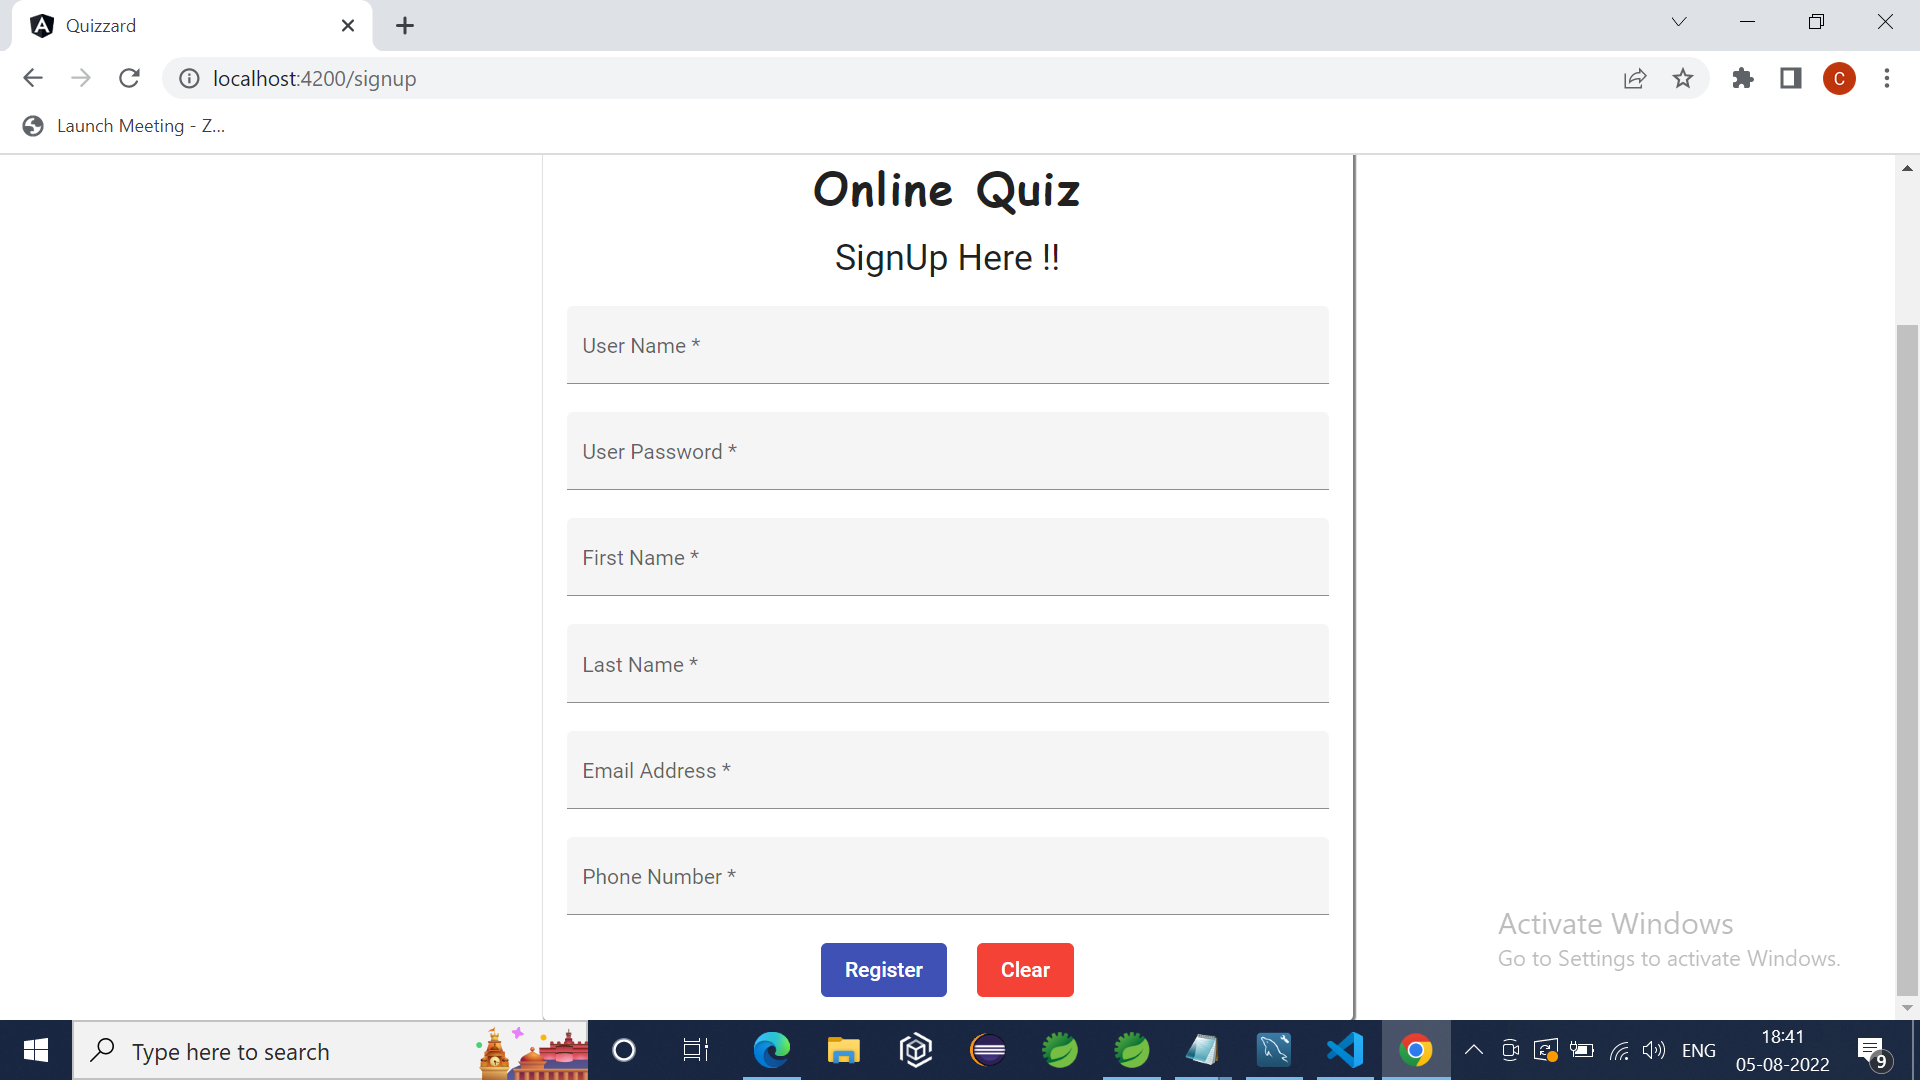 Quizzard
localhost:4200/signup
C
Launch Meeting - Z...
Online Quiz
SignUp Here !!
User Name *
User Password *
First Name *
Last Name *
Email Address *
Phone Number *
Register Clear
Activate Windows
Go to Settings to activate Windows.
Type here to search
ENG
18:41
05-08-2022
9